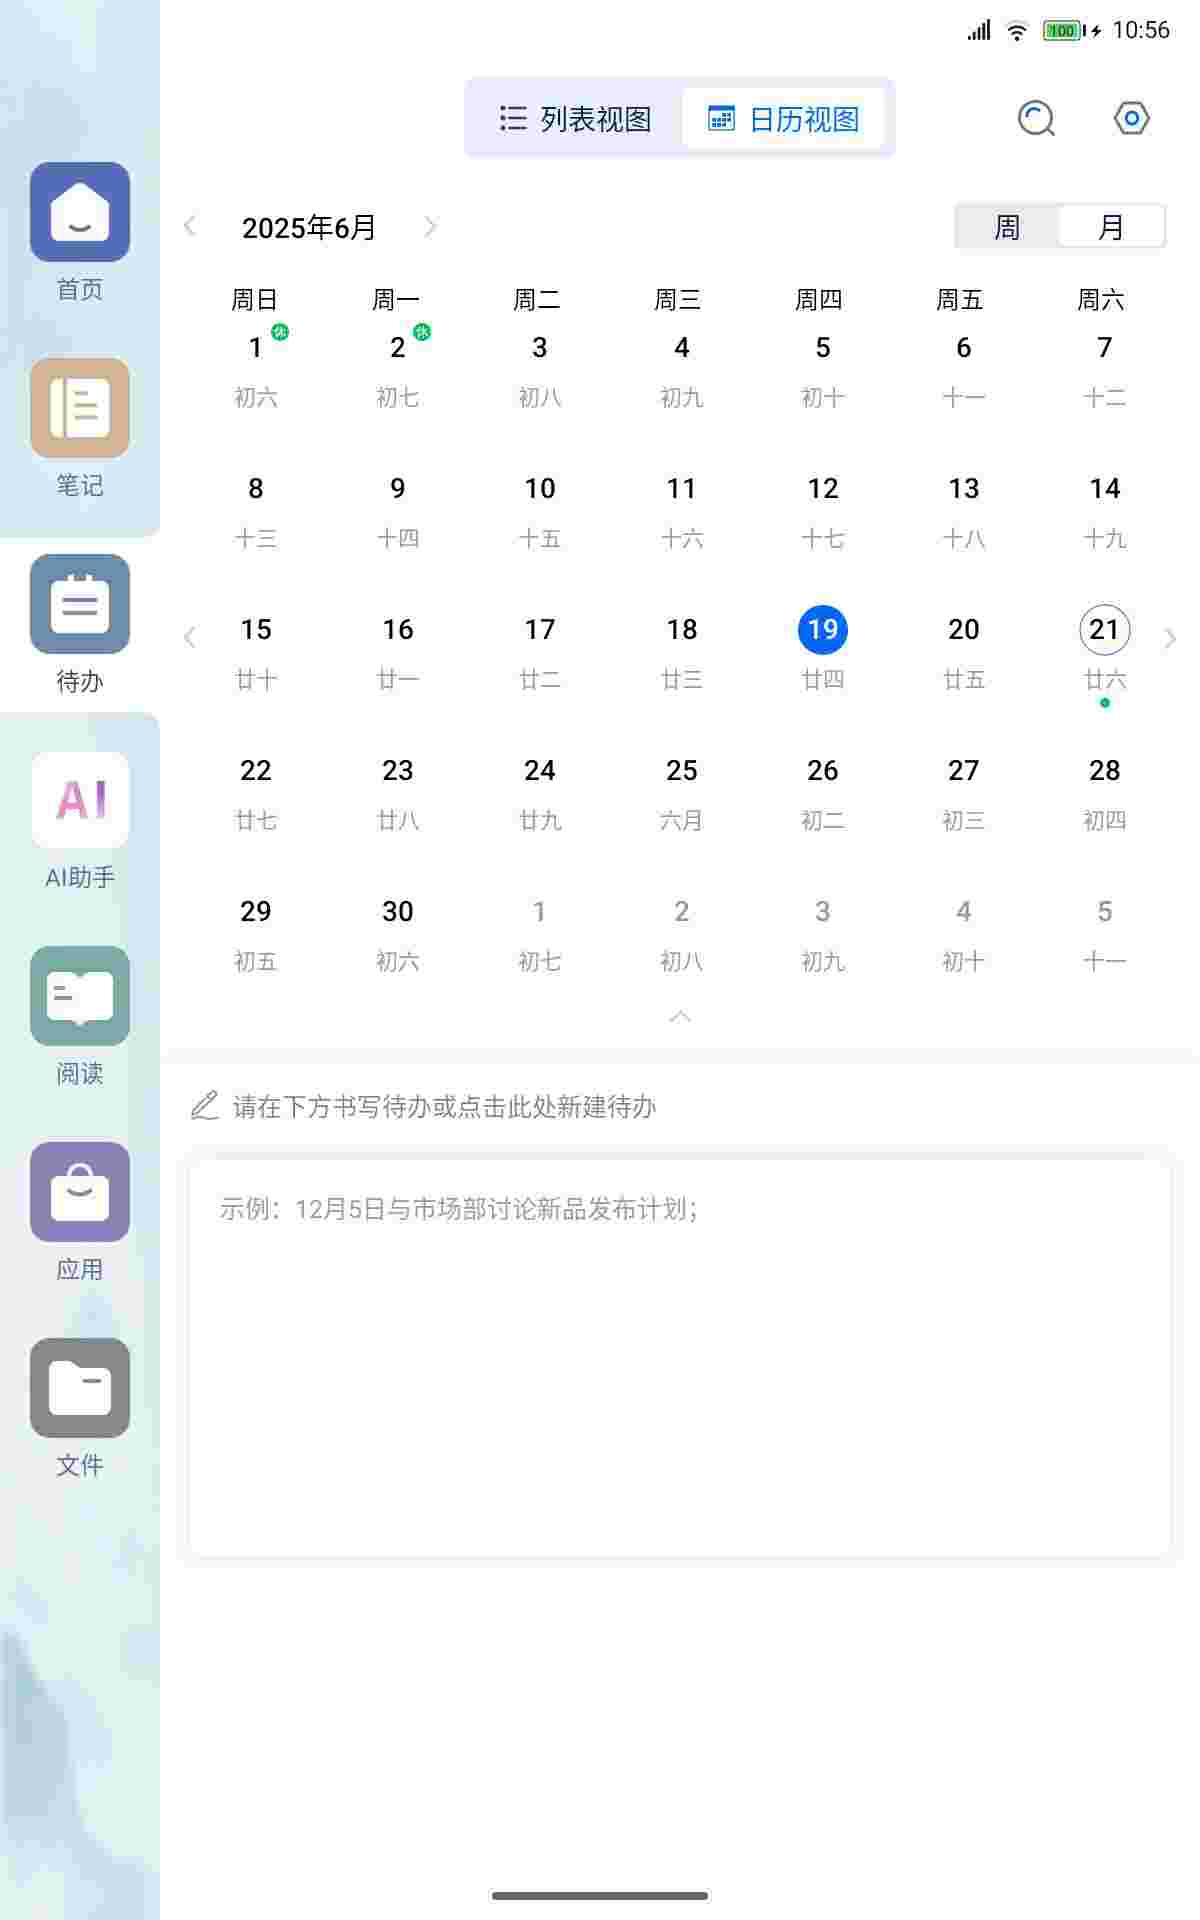 100 10:56
列表视图 日历视图
2025年6月 周 月
周日 周一 周二 周三 周四 周五 周六
1 休 2 休 3 4 5 6 7
初六 初七 初八 初九 初十 十一 十二
8 9 10 11 12 13 14
十三 十四 十五 十六 十七 十八 十九
15 16 17 18 19 20 21
廿十 廿一 廿二 廿三 廿四 廿五 廿六
22 23 24 25 26 27 28
廿七 廿八 廿九 六月 初二 初三 初四
29 30 1 2 3 4 5
初五 初六 初七 初八 初九 初十 十一
请在下方书写待办或点击此处新建待办
示例：12月5日与市场部讨论新品发布计划；
首页
笔记
待办
AI
AI助手
阅读
应用
文件